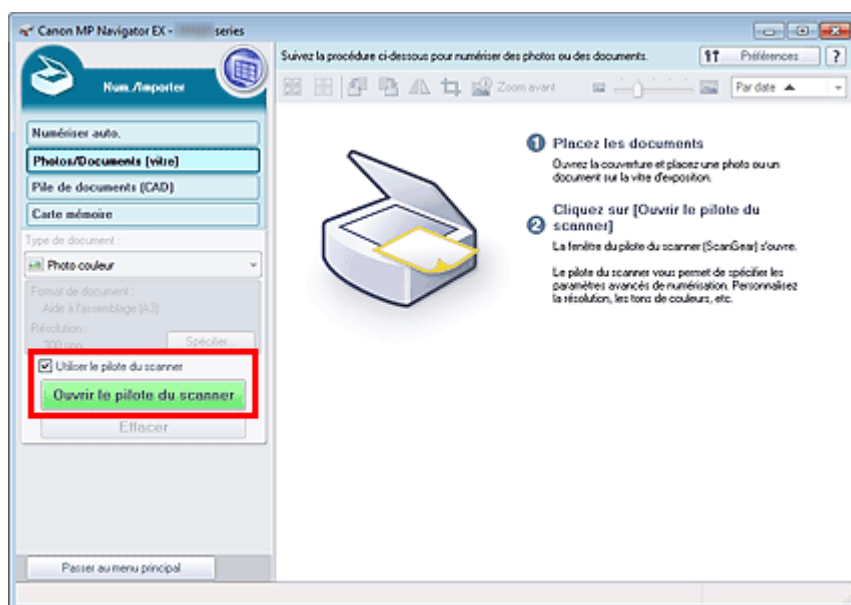 Canon MP Navigator EX - series
Num./Importer
Numériser auto.
Photos/Documents (vitre)
Pile de documents (CAD)
Carte mémoire
Type de document :
Photo couleur
Format de document :
Aide à l'assemblage (A3)
Résolution :
300 ppp
Spécifier...
Utiliser le pilote du scanner
Ouvrir le pilote du scanner
Effacer
Passer au menu principal
Suivez la procédure ci-dessous pour numériser des photos ou des documents.
Préférences
?
Zoom avant
Par date
1 Placez les documents
Ouvrez la couverture et placez une photo ou un
document sur la vitre d'exposition.
2 Cliquez sur [Ouvrir le pilote du
scanner]
La fenêtre du pilote du scanner (ScanGear) s'ouvre.
Le pilote du scanner vous permet de spécifier les
paramètres avancés de numérisation. Personnalisez
la résolution, les tons de couleurs, etc.